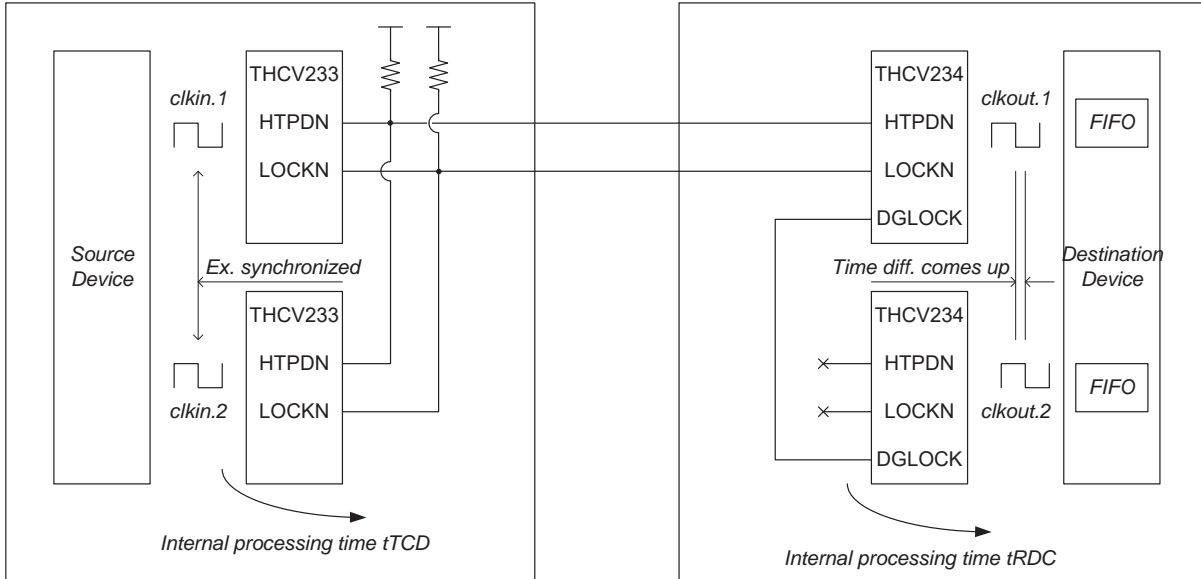 THCV233
clkin.1
HTPDN
LOCKN
Source
Device
Ex. synchronized
THCV233
HTPDN
clkin.2
LOCKN
Internal processing time tTCD
THCV234
clkout.1
HTPDN
FIFO
LOCKN
DGLOCK
Time diff. comes up
Destination
Device
THCV234
HTPDN
FIFO
LOCKN
clkout.2
DGLOCK
Internal processing time tRDC